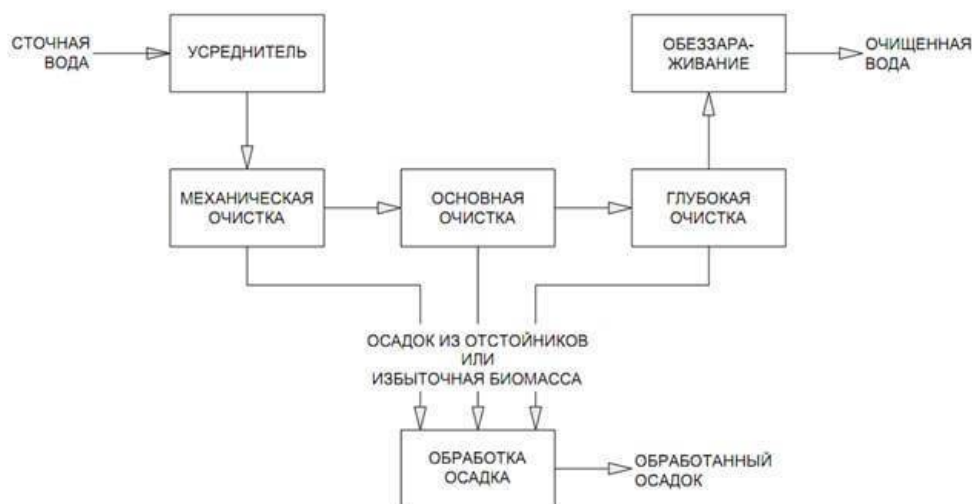 СТОЧНАЯ
ВОДА
УСРЕДНИТЕЛЬ
ОБЕЗЗАРА-
ЖИВАНИЕ
ОЧИЩЕННАЯ
ВОДА
МЕХАНИЧЕСКАЯ
ОЧИСТКА
ОСНОВНАЯ
ОЧИСТКА
ГЛУБОКАЯ
ОЧИСТКА
ОСАДОК ИЗ ОТСТОЙНИКОВ
ИЛИ
ИЗБЫТОЧНАЯ БИОМАССА
ОБРАБОТКА
ОСАДКА
ОБРАБОТАННЫЙ
ОСАДОК